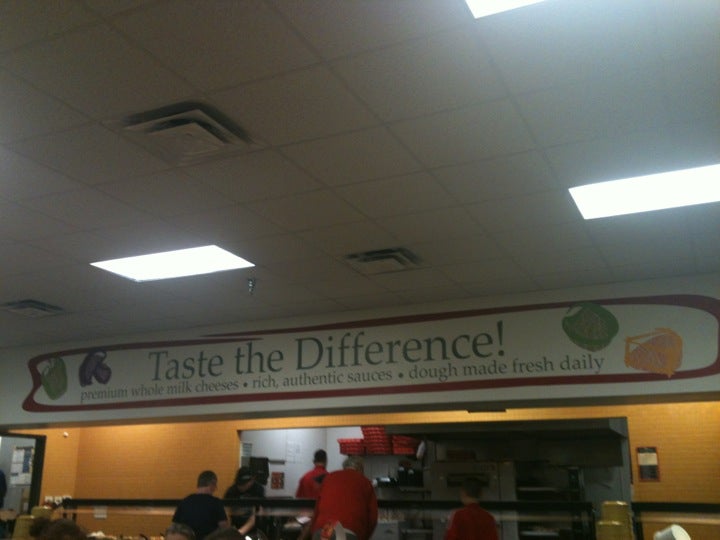 Taste the Difference!
premium whole milk cheeses • rich, authentic sauces • dough made fresh daily